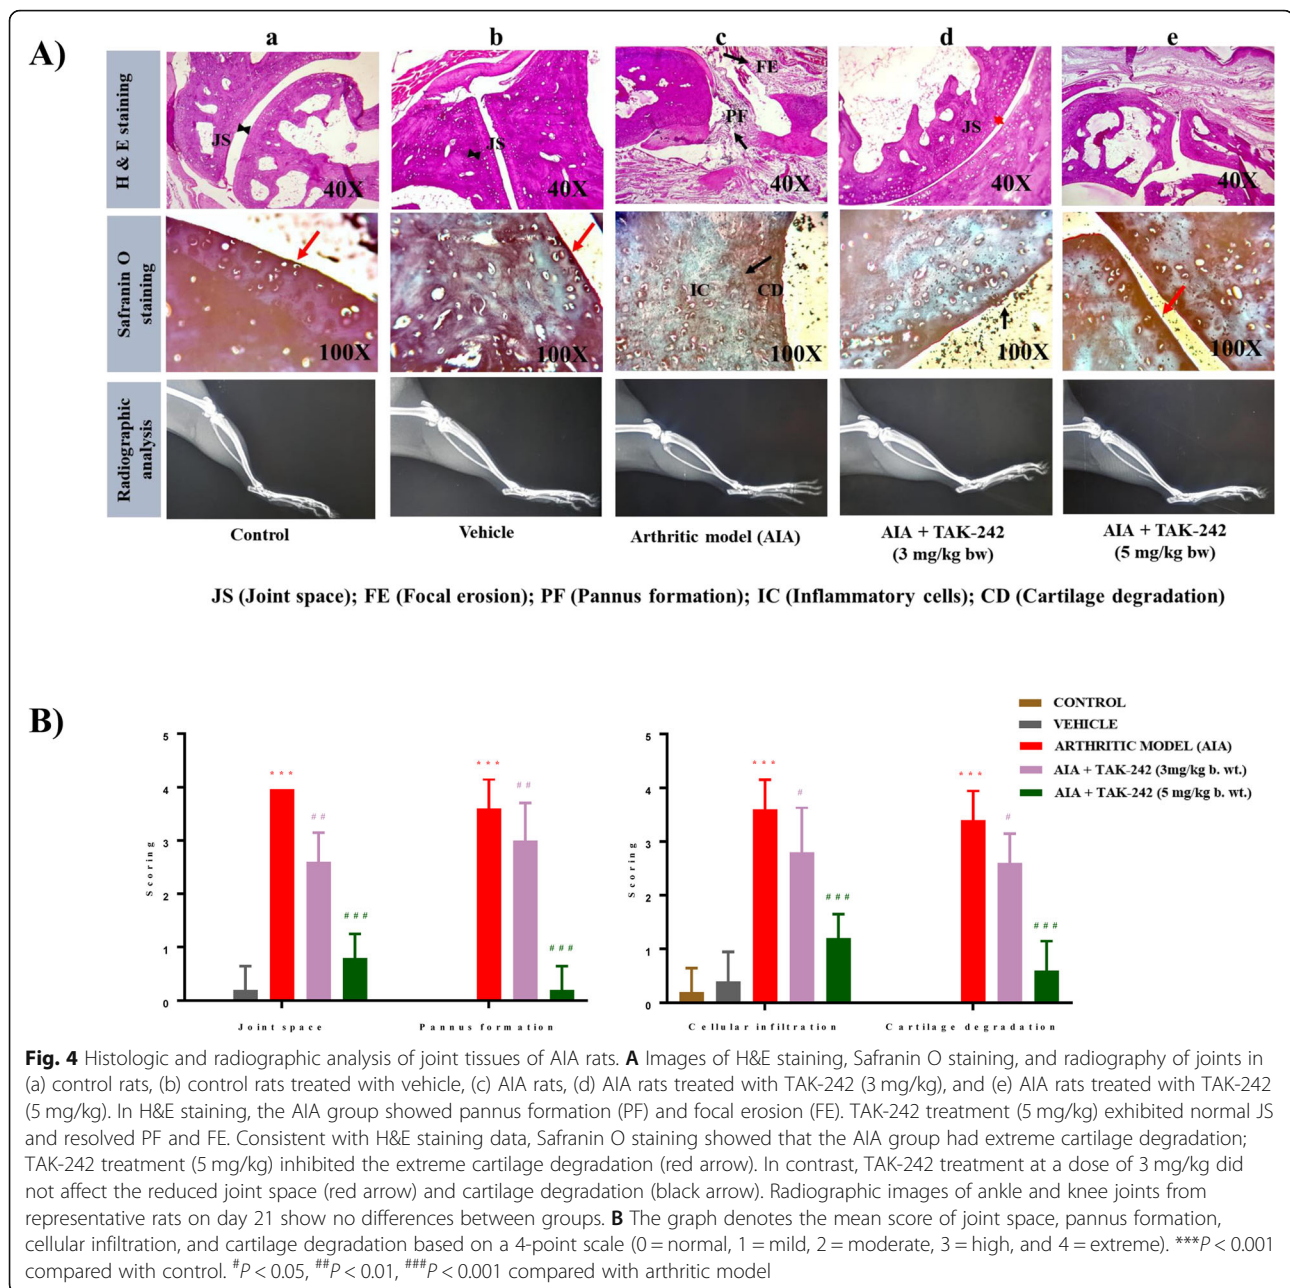 A)
a b c d e
H & E staining
JS
40X
JS
40X
FE
PF
40X
JS
40X
40X
Safranin O
staining
100X
100X
IC CD
100X
100X
100X
Radiographic
analysis
Control
Vehicle
Arthritic model (AIA)
AIA + TAK-242
(3 mg/kg bw)
AIA + TAK-242
(5 mg/kg bw)
JS (Joint space); FE (Focal erosion); PF (Pannus formation); IC (Inflammatory cells); CD (Cartilage degradation)
B)
CONTROL
VEHICLE
ARTHRITIC MODEL (AIA)
AIA + TAK-242 (3mg/kg b. wt.)
AIA + TAK-242 (5 mg/kg b. wt.)
Scoring
5
4
3
2
1
0
***
##
###
***
##
###
Joint space
Pannus formation
Scoring
5
4
3
2
1
0
***
#
###
***
#
###
Cellular infiltration
Cartilage degradation
Fig. 4 Histologic and radiographic analysis of joint tissues of AIA rats. A Images of H&E staining, Safranin O staining, and radiography of joints in
(a) control rats, (b) control rats treated with vehicle, (c) AIA rats, (d) AIA rats treated with TAK-242 (3 mg/kg), and (e) AIA rats treated with TAK-242
(5 mg/kg). In H&E staining, the AIA group showed pannus formation (PF) and focal erosion (FE). TAK-242 treatment (5 mg/kg) exhibited normal JS
and resolved PF and FE. Consistent with H&E staining data, Safranin O staining showed that the AIA group had extreme cartilage degradation;
TAK-242 treatment (5 mg/kg) inhibited the extreme cartilage degradation (red arrow). In contrast, TAK-242 treatment at a dose of 3 mg/kg did
not affect the reduced joint space (red arrow) and cartilage degradation (black arrow). Radiographic images of ankle and knee joints from
representative rats on day 21 show no differences between groups. B The graph denotes the mean score of joint space, pannus formation,
cellular infiltration, and cartilage degradation based on a 4-point scale (0 = normal, 1 = mild, 2 = moderate, 3 = high, and 4 = extreme). ***P < 0.001
compared with control. #P < 0.05, ##P < 0.01, ###P < 0.001 compared with arthritic model